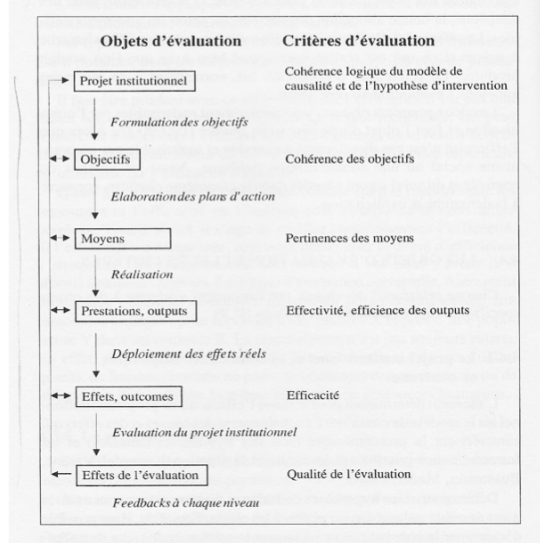 Objets d'évaluation Critères d'évaluation
Projet institutionnel Cohérence logique du modèle de
causalité et de l'hypothèse d'intervention
Formulation des objectifs
Objectifs Cohérence des objectifs
Elaboration des plans d'action
Moyens Pertinences des moyens
Réalisation
Prestations, outputs Effectivité, efficience des outputs
Déploiement des effets réels
Effets, outcomes Efficacité
Evaluation du projet institutionnel
Effets de l'évaluation Qualité de l'évaluation
Feedbacks à chaque niveau